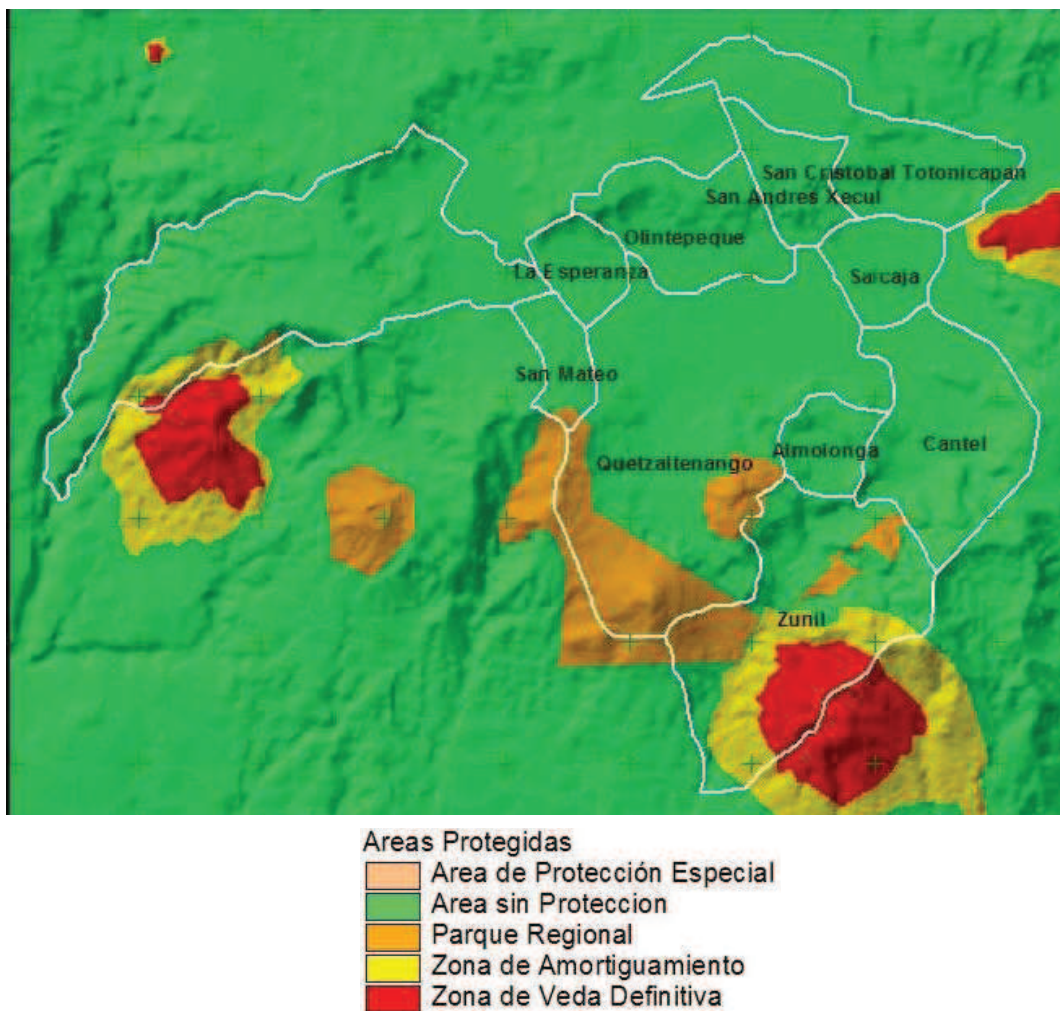 San Cristobal Totonicapan
San Andres Xecul
Olintepeque
La Esperanza
Salcaja
San Mateo
Quetzaltenango
Almolonga
Cantel
Zunil
Areas Protegidas
Area de Protección Especial
Area sin Proteccion
Parque Regional
Zona de Amortiguamiento
Zona de Veda Definitiva